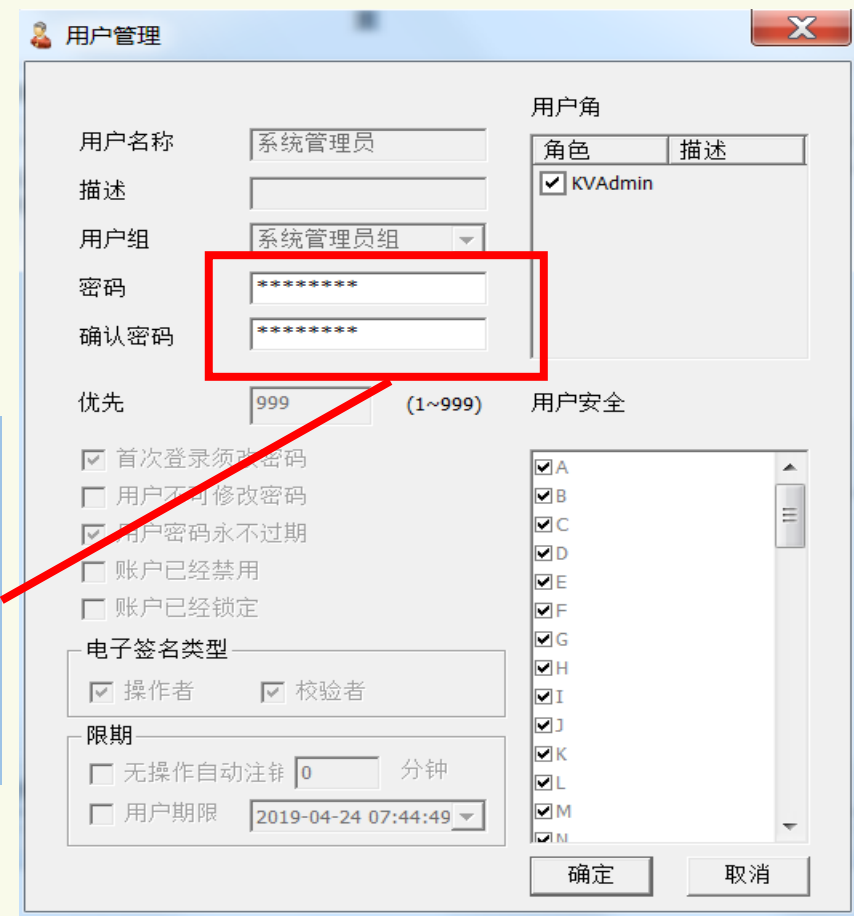 用户管理
用户角
用户名称 系统管理员
角色 描述
描述
KVAdmin
用户组 系统管理员组
密码 ********
确认密码 ********
优先 999 (1~999)
用户安全
首次登录须改密码
用户不可修改密码
用户密码永不过期
账户已经禁用
账户已经锁定
电子签名类型
操作者 校验者
限期
无操作自动注销 0 分钟
用户期限 2019-04-24 07:44:49
A
B
C
D
E
F
G
H
I
J
K
L
M
N
确定 取消